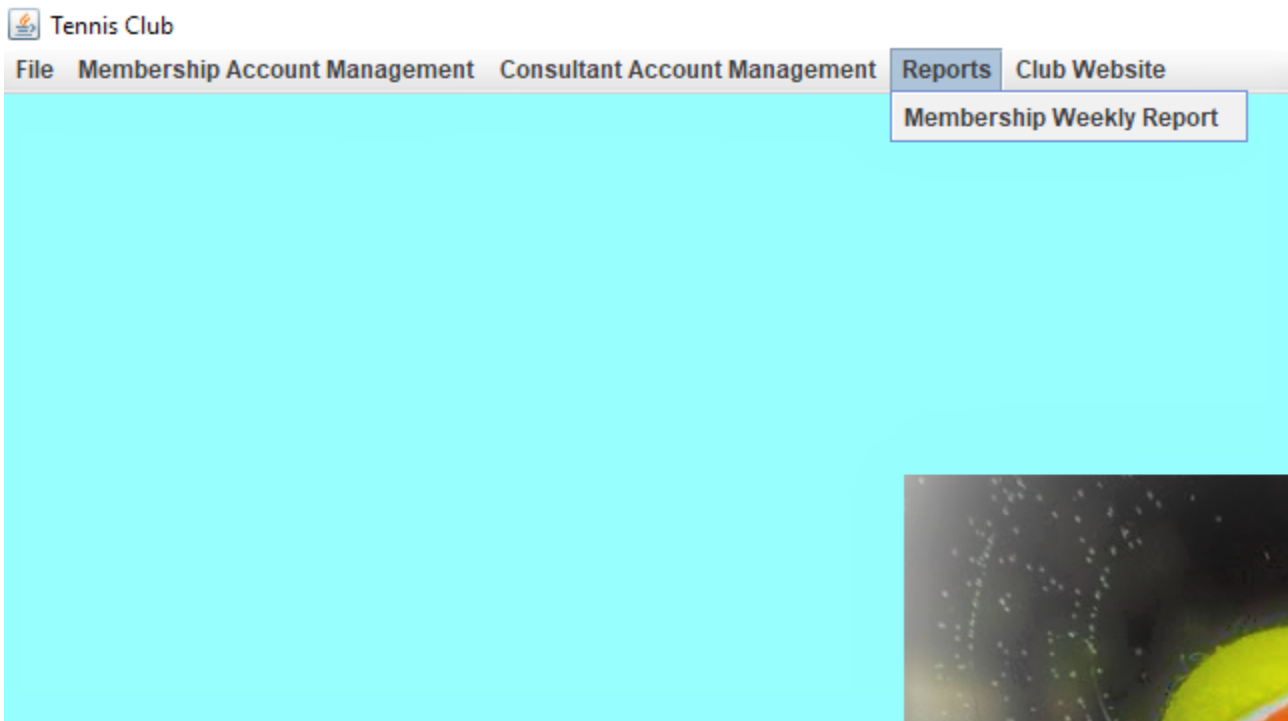 Tennis Club
File Membership Account Management Consultant Account Management Reports Club Website
Membership Weekly Report